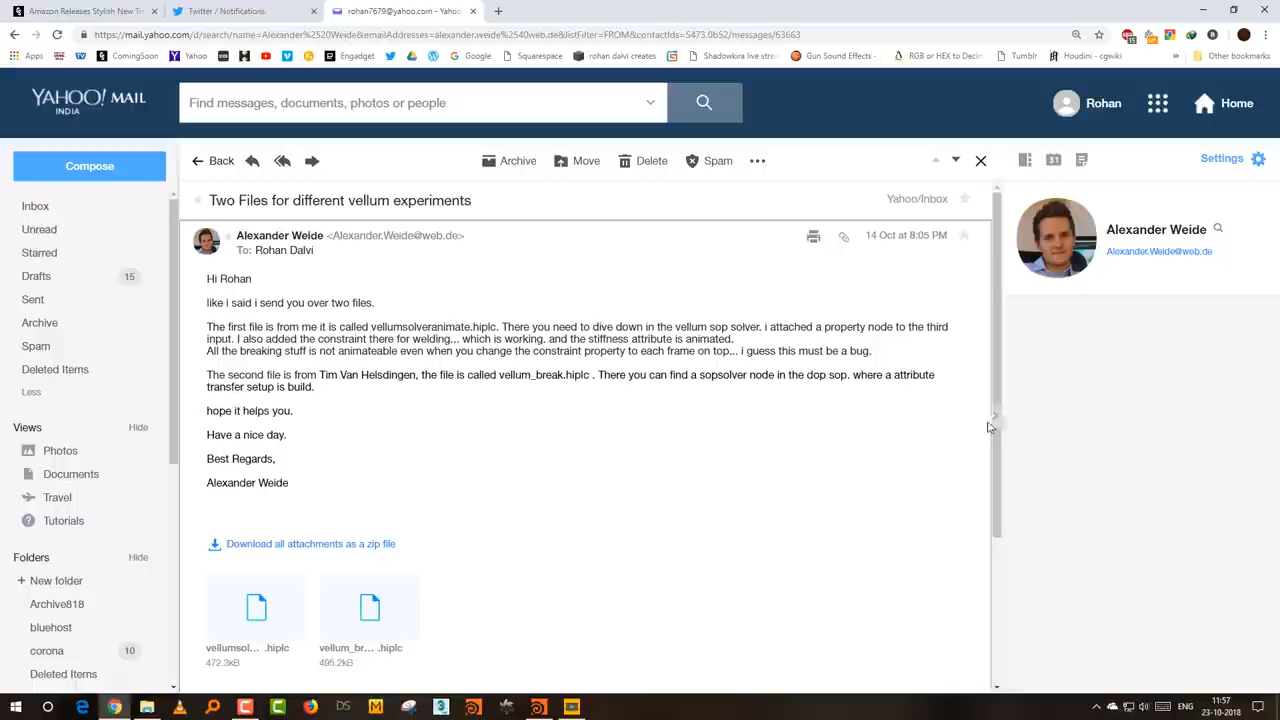 Amazon Releases Stylish New Tr
Twitter / Notifications
rohan7679@yahoo.com - Yahoo
https://mail.yahoo.com/d/search/name=Alexander%2520Weide&emailAddresses=alexander.weide%2540web.de&listFilter=FROM&contactIds=5473.0b52/messages/63663
Apps
CominingSoon
Yahoo
Engadget
Google
Squarespace
rohan dalvi creates
Shadowkira live stre
Gun Sound Effects -
RGB or HEX to Decin
Tumblr
Houdini - cgwiki
»
Other bookmarks
YAHOO! MAIL
INDIA
Find messages, documents, photos or people
Rohan
Home
Compose
Back
Archive
Move
Delete
Spam
Settings
Inbox
Unread
Starred
Drafts 15
Sent
Archive
Spam
Deleted Items
Less
Views Hide
Photos
Documents
Travel
Tutorials
Folders Hide
+ New folder
Archive818
bluehost
corona 10
Deleted Items
Two Files for different vellum experiments
Yahoo/Inbox
Alexander Weide <Alexander.Weide@web.de>
To: Rohan Dalvi
14 Oct at 8:05 PM
Hi Rohan
like i said i send you over two files.
The first file is from me it is called vellumsolveranimate.hiplc. There you need to dive down in the vellum sop solver. i attached a property node to the third
input. I also added the constraint there for welding... which is working. and the stiffness attribute is animated.
All the breaking stuff is not animateable even when you change the constraint property to each frame on top... i guess this must be a bug.
The second file is from Tim Van Helsdingen, the file is called vellum_break.hiplc . There you can find a sopsolver node in the dop sop. where a attribute
transfer setup is build.
hope it helps you.
Have a nice day.
Best Regards,
Alexander Weide
Download all attachments as a zip file
vellumsol... .hiplc
472.3kB
vellum_br... .hiplc
495.2kB
Alexander Weide
Alexander.Weide@web.de
ENG
11:57
23-10-2018